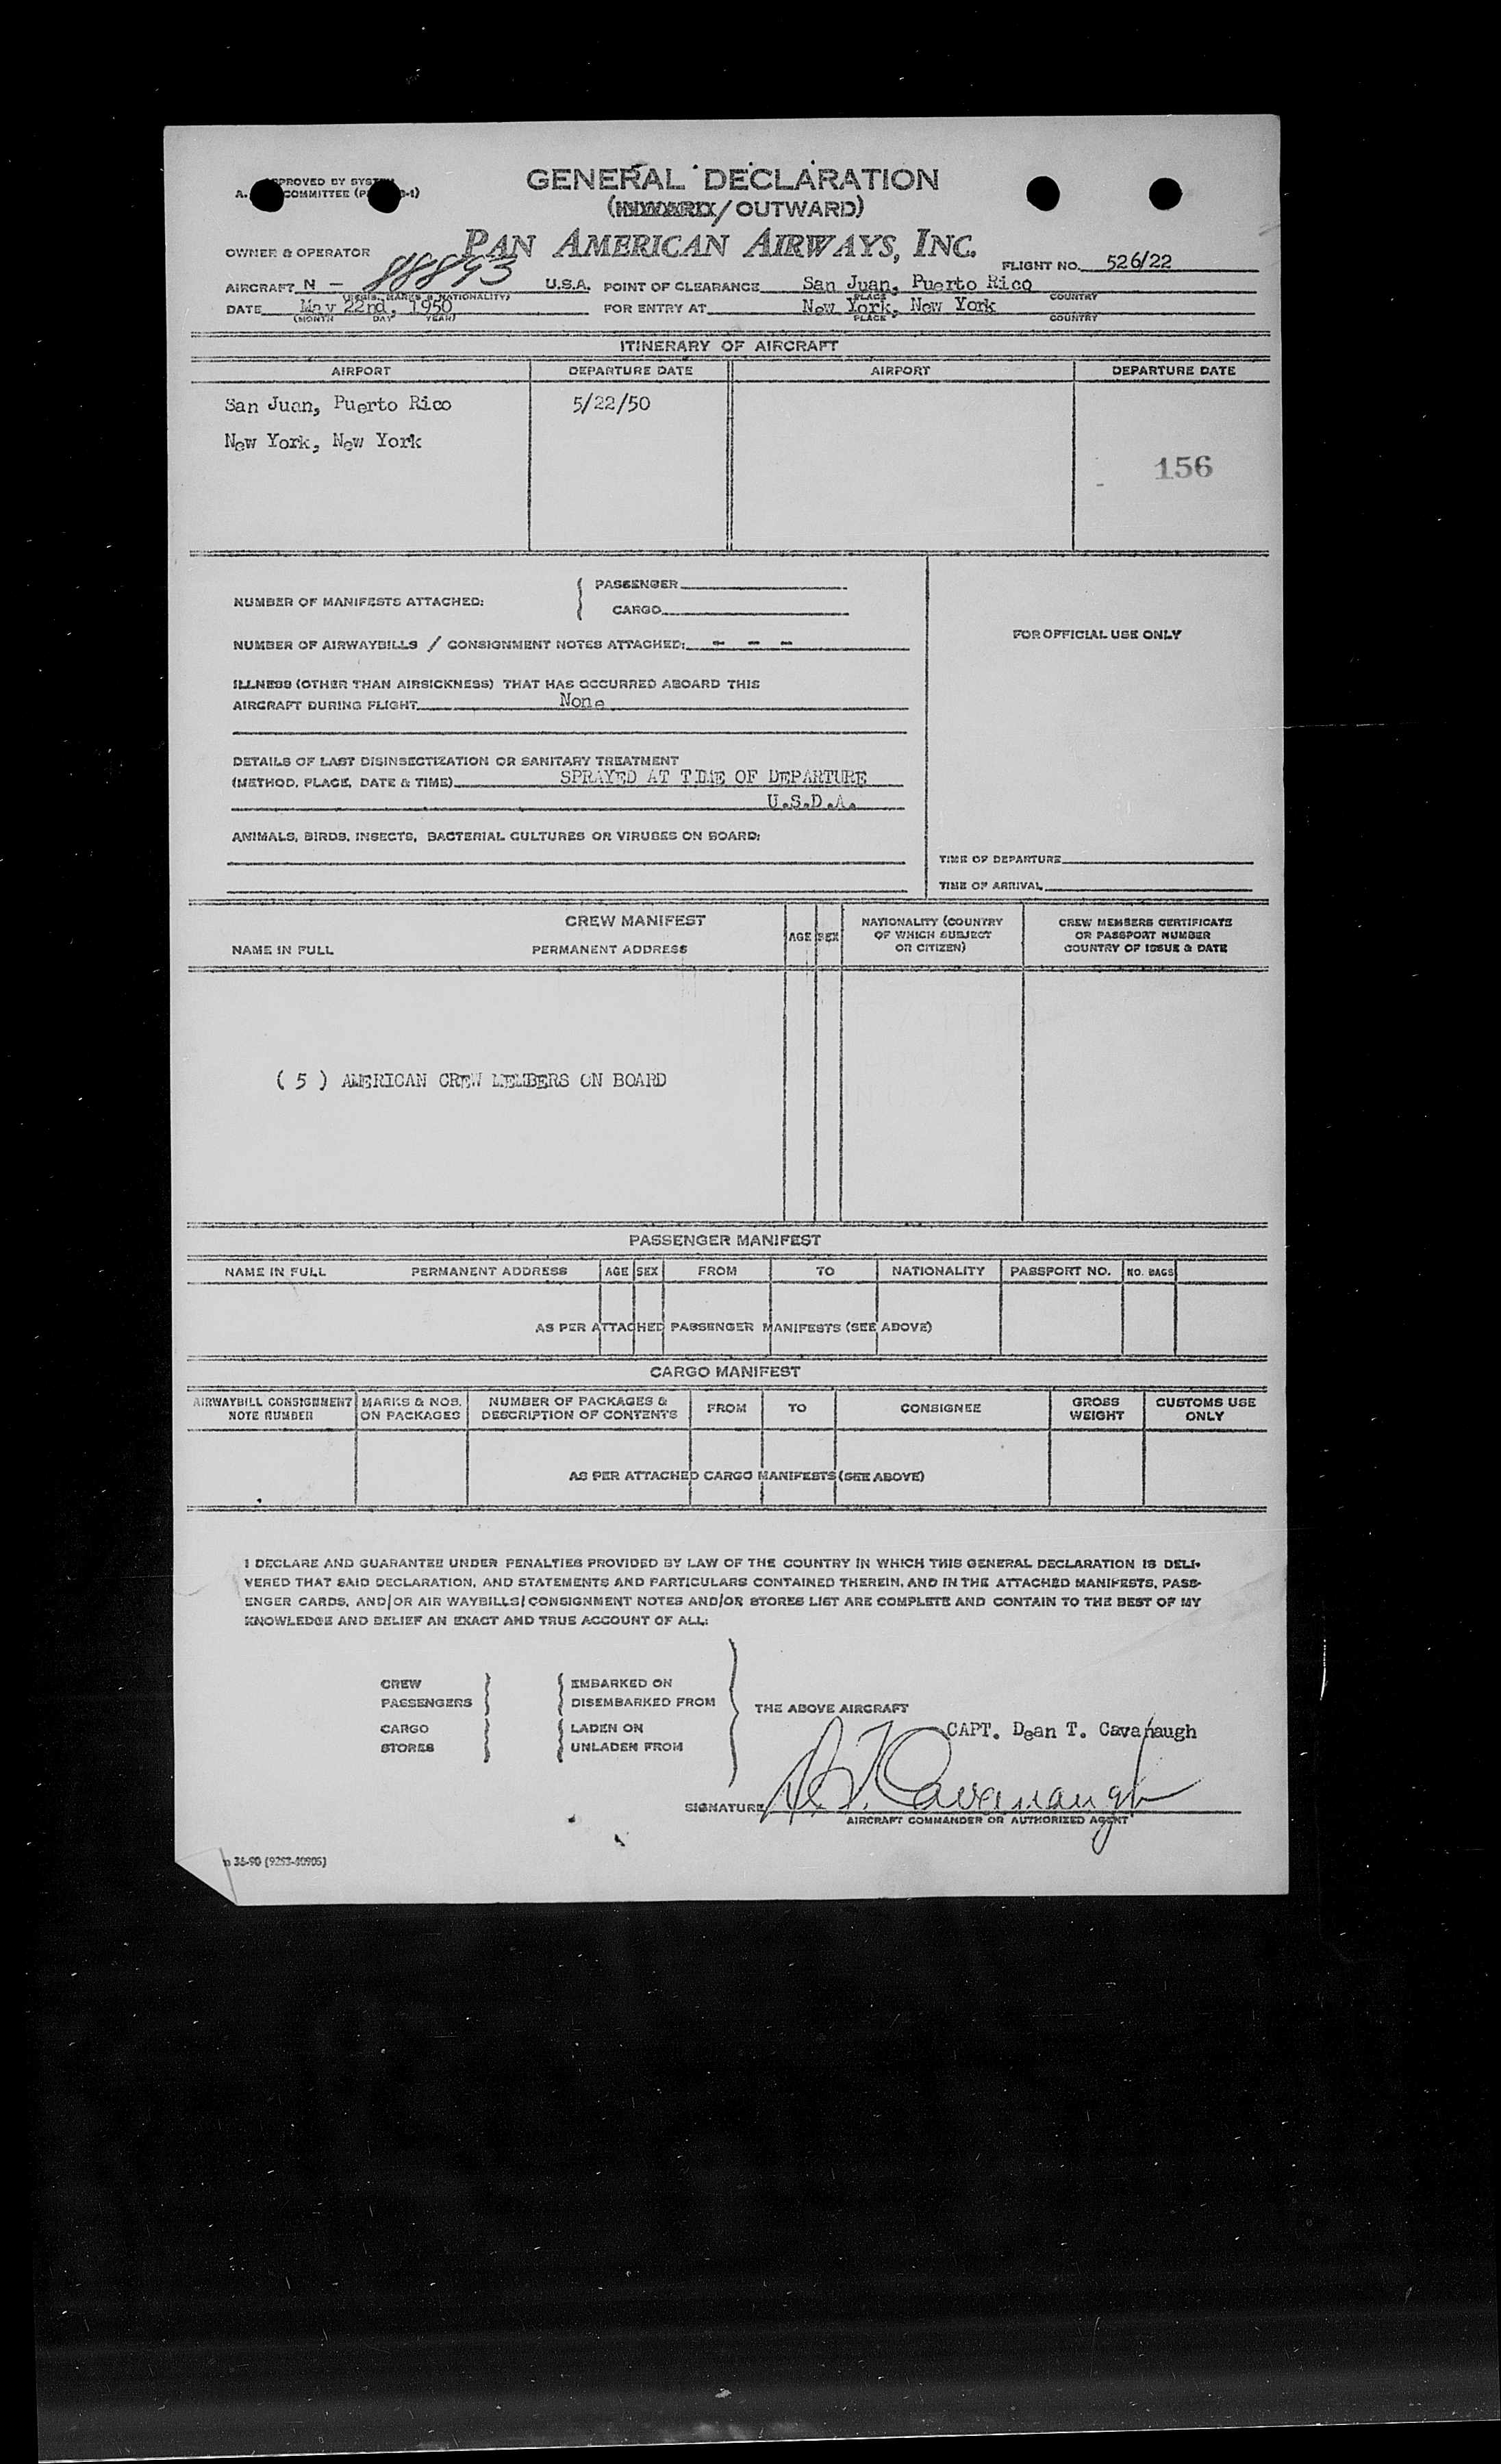 GENERAL DECLARATION
(INWARD/OUTWARD)
PAN AMERICAN AIRWAYS, INC.
OWNER & OPERATOR
FLIGHT NO. 526/22
AIRCRAFT N - 88893 U.S.A. POINT OF CLEARANCE San Juan, Puerto Rico
PLACE COUNTRY
DATE May 22nd, 1950 FOR ENTRY AT New York, New York
(MONTH DAY YEAR) PLACE COUNTRY
ITINERARY OF AIRCRAFT
AIRPORT DEPARTURE DATE AIRPORT DEPARTURE DATE
San Juan, Puerto Rico 5/22/50
New York, New York
156
NUMBER OF MANIFESTS ATTACHED: { PASSENGER
CARGO
FOR OFFICIAL USE ONLY
NUMBER OF AIRWAYBILLS / CONSIGNMENT NOTES ATTACHED: - - -
ILLNESS (OTHER THAN AIRSICKNESS) THAT HAS OCCURRED ABOARD THIS
AIRCRAFT DURING FLIGHT None
DETAILS OF LAST DISINSECTIZATION OR SANITARY TREATMENT
(METHOD, PLACE, DATE & TIME) SPRAYED AT TIME OF DEPARTURE
U.S.D.A.
ANIMALS, BIRDS, INSECTS, BACTERIAL CULTURES OR VIRUSES ON BOARD:
TIME OF DEPARTURE
TIME OF ARRIVAL
CREW MANIFEST
NAME IN FULL PERMANENT ADDRESS AGE SEX NATIONALITY (COUNTRY OF WHICH SUBJECT OR CITIZEN) CREW MEMBERS CERTIFICATE OR PASSPORT NUMBER COUNTRY OF ISSUE & DATE
( 5 ) AMERICAN CREW MEMBERS ON BOARD
PASSENGER MANIFEST
NAME IN FULL PERMANENT ADDRESS AGE SEX FROM TO NATIONALITY PASSPORT NO. NO. BAGS
AS PER ATTACHED PASSENGER MANIFESTS (SEE ABOVE)
CARGO MANIFEST
AIRWAYBILL CONSIGNMENT NOTE NUMBER MARKS & NOS. ON PACKAGES NUMBER OF PACKAGES & DESCRIPTION OF CONTENTS FROM TO CONSIGNEE GROSS WEIGHT CUSTOMS USE ONLY
AS PER ATTACHED CARGO MANIFESTS (SEE ABOVE)
I DECLARE AND GUARANTEE UNDER PENALTIES PROVIDED BY LAW OF THE COUNTRY IN WHICH THIS GENERAL DECLARATION IS DELI-
VERED THAT SAID DECLARATION, AND STATEMENTS AND PARTICULARS CONTAINED THEREIN, AND IN THE ATTACHED MANIFESTS, PASS-
ENGER CARDS, AND/OR AIR WAYBILLS/CONSIGNMENT NOTES AND/OR STORES LIST ARE COMPLETE AND CONTAIN TO THE BEST OF MY
KNOWLEDGE AND BELIEF AN EXACT AND TRUE ACCOUNT OF ALL:
CREW EMBARKED ON
PASSENGERS DISEMBARKED FROM
THE ABOVE AIRCRAFT
CARGO LADEN ON
CAPT. Dean T. Cavanaugh
STORES UNLADEN FROM
SIGNATURE D. T. Cavanaugh
AIRCRAFT COMMANDER OR AUTHORIZED AGENT